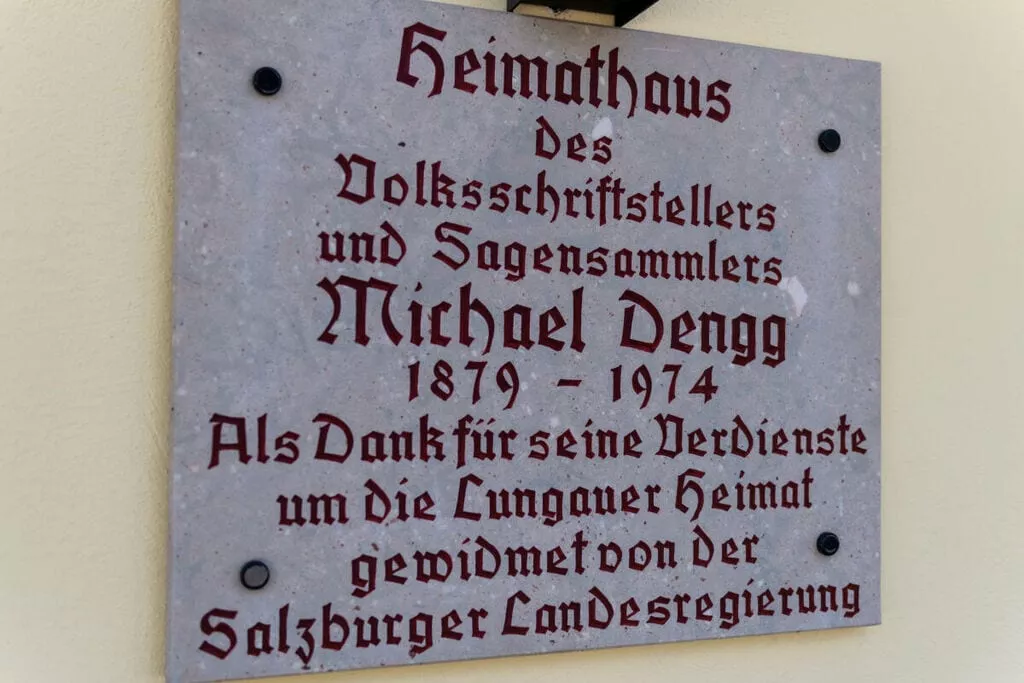 Heimathaus
des
Volksschriftstellers
und Sagensammlers
Michael Dengg
1879 - 1974
Als Dank für seine Verdienste
um die Lungauer Heimat
gewidmet von der
Salzburger Landesregierung